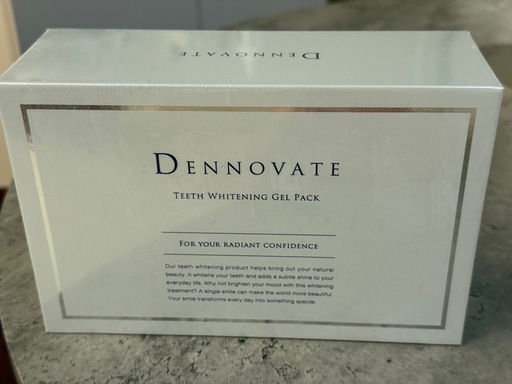 DENNOVATE
DENNOVATE
TEETH WHITENING GEL PACK
FOR YOUR RADIANT CONFIDENCE
Our teeth whitening product helps bring out your natural
beauty. It whitens your teeth and adds a subtle shine to your
everyday life. Why not brighten your mood with this whitening
treatment? A single smile can make the world more beautiful.
Your smile transforms every day into something special.